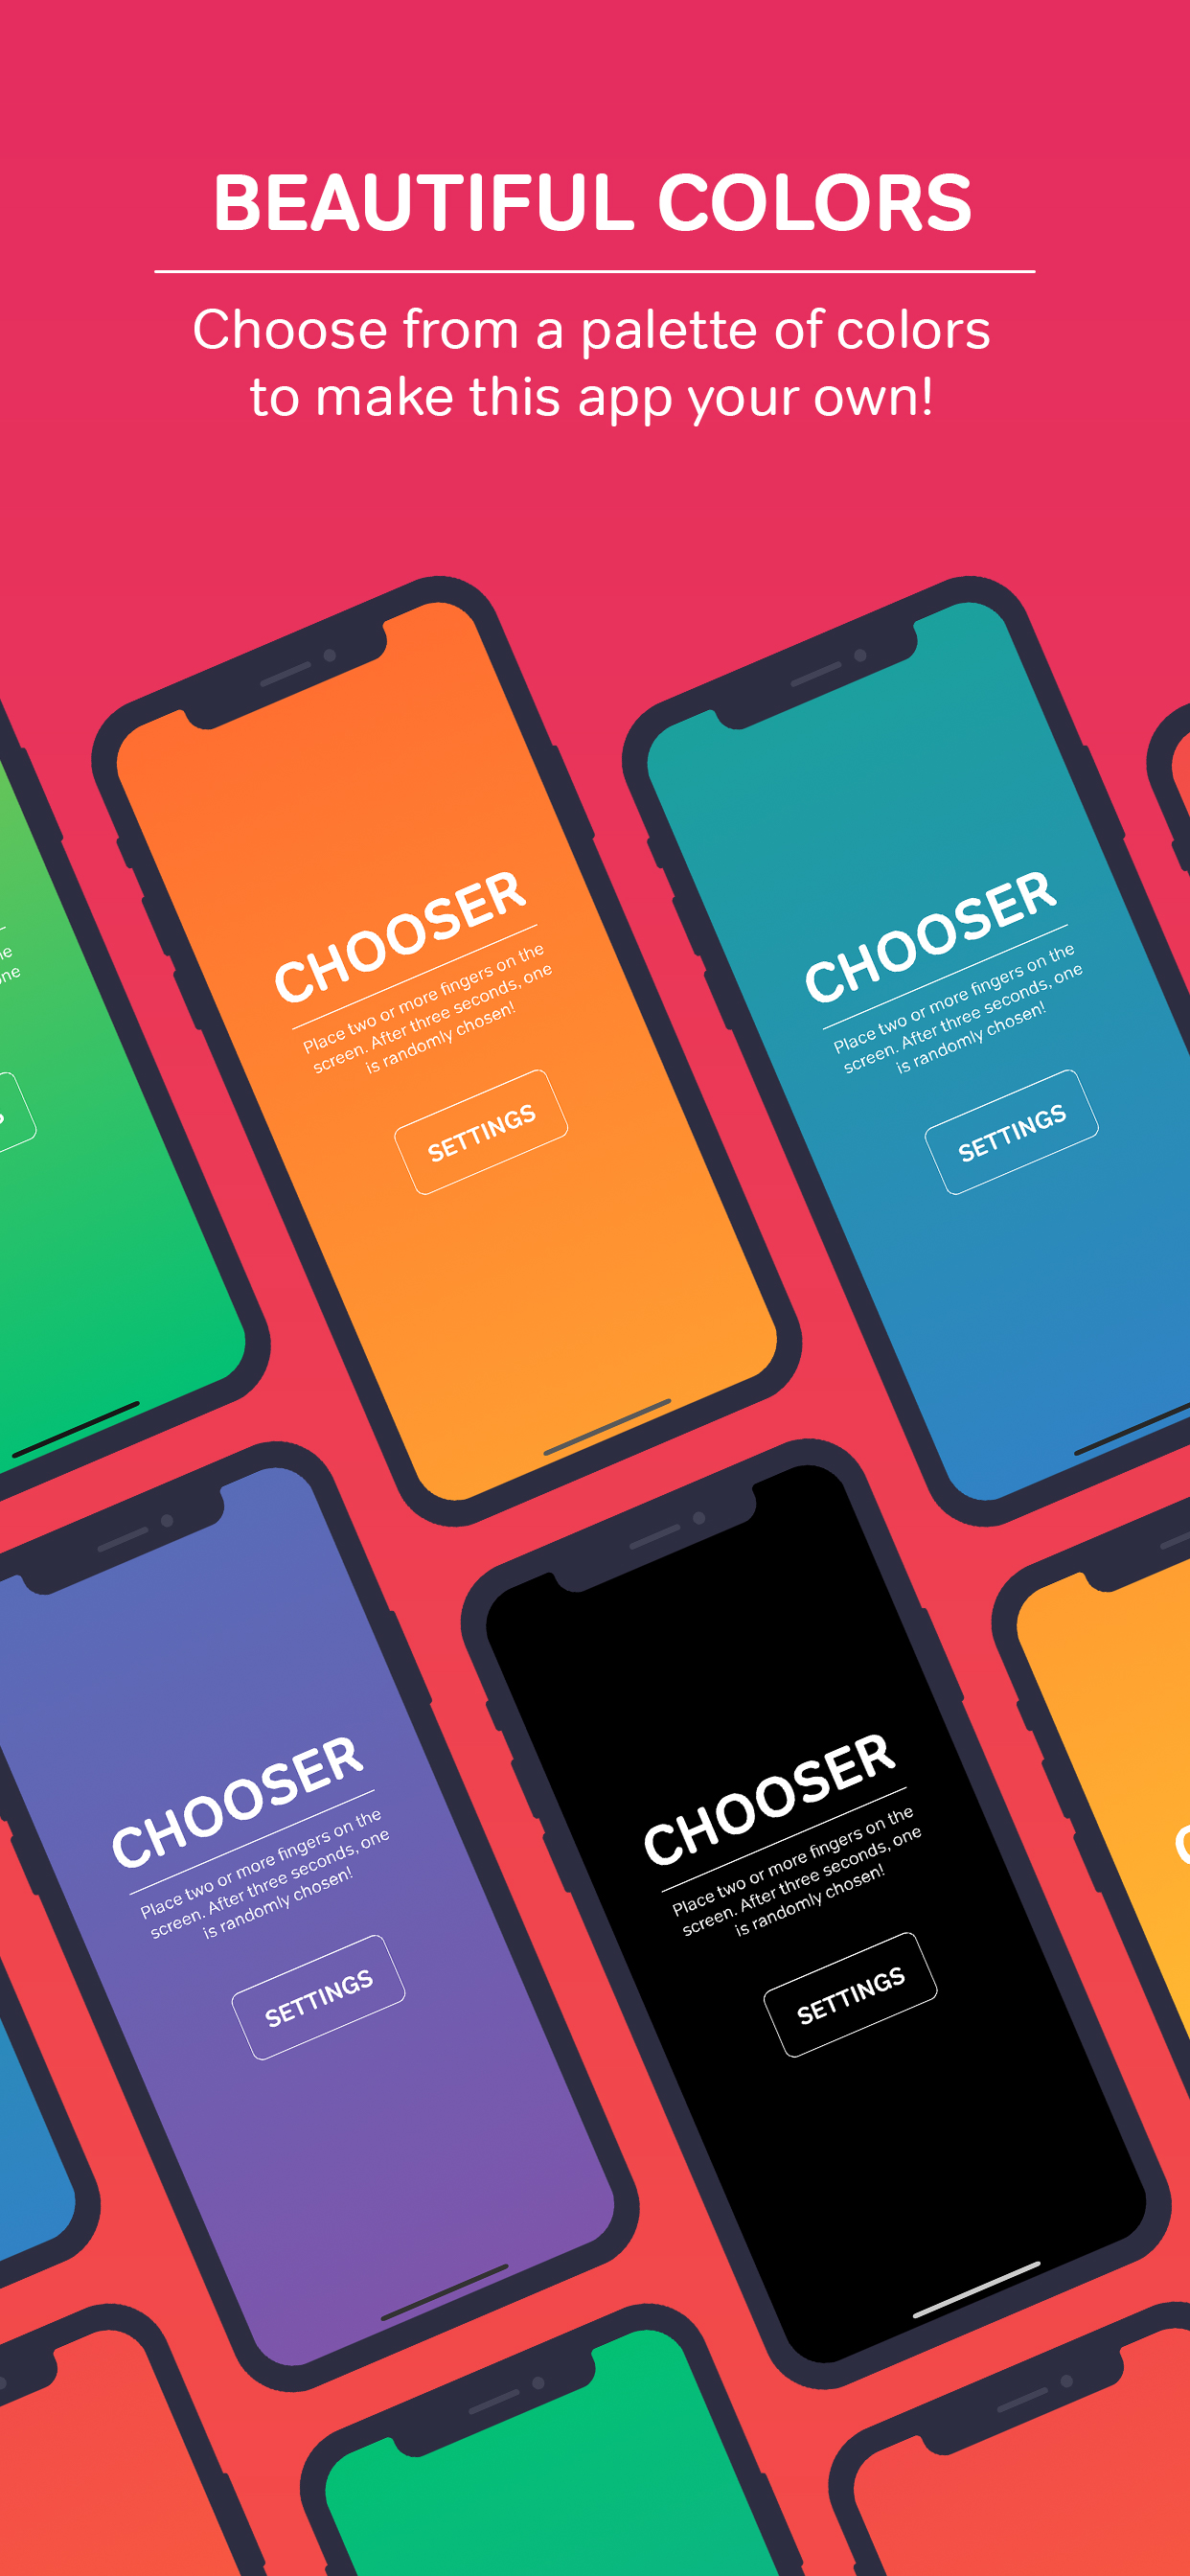 BEAUTIFUL COLORS
Choose from a palette of colors
to make this app your own!
CHOOSER
Place two or more fingers on the
screen. After three seconds, one
is randomly chosen!
SETTINGS
CHOOSER
Place two or more fingers on the
screen. After three seconds, one
is randomly chosen!
SETTINGS
CHOOSER
Place two or more fingers on the
screen. After three seconds, one
is randomly chosen!
SETTINGS
CHOOSER
Place two or more fingers on the
screen. After three seconds, one
is randomly chosen!
SETTINGS